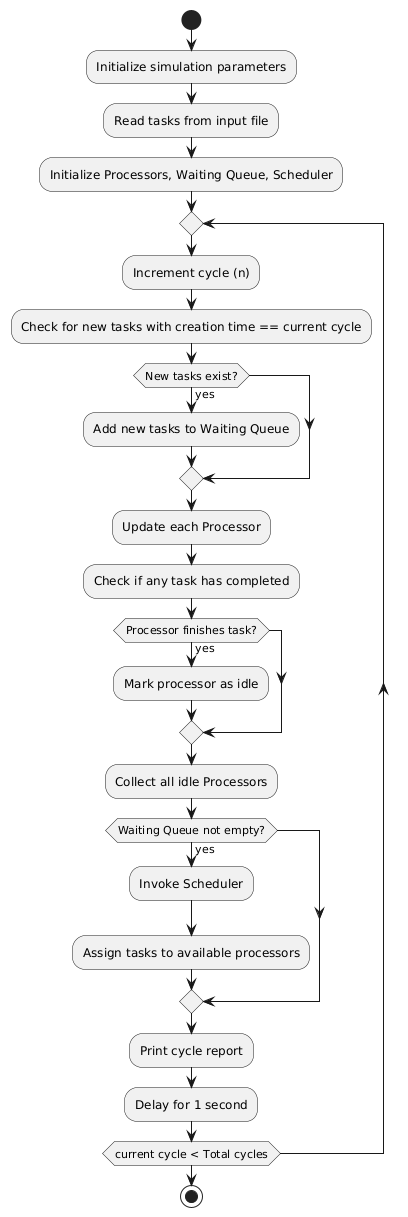 Initialize simulation parameters
Read tasks from input file
Initialize Processors, Waiting Queue, Scheduler
Increment cycle (n)
Check for new tasks with creation time == current cycle
New tasks exist?
yes
Add new tasks to Waiting Queue
Update each Processor
Check if any task has completed
Processor finishes task?
yes
Mark processor as idle
Collect all idle Processors
Waiting Queue not empty?
yes
Invoke Scheduler
Assign tasks to available processors
Print cycle report
Delay for 1 second
current cycle < Total cycles